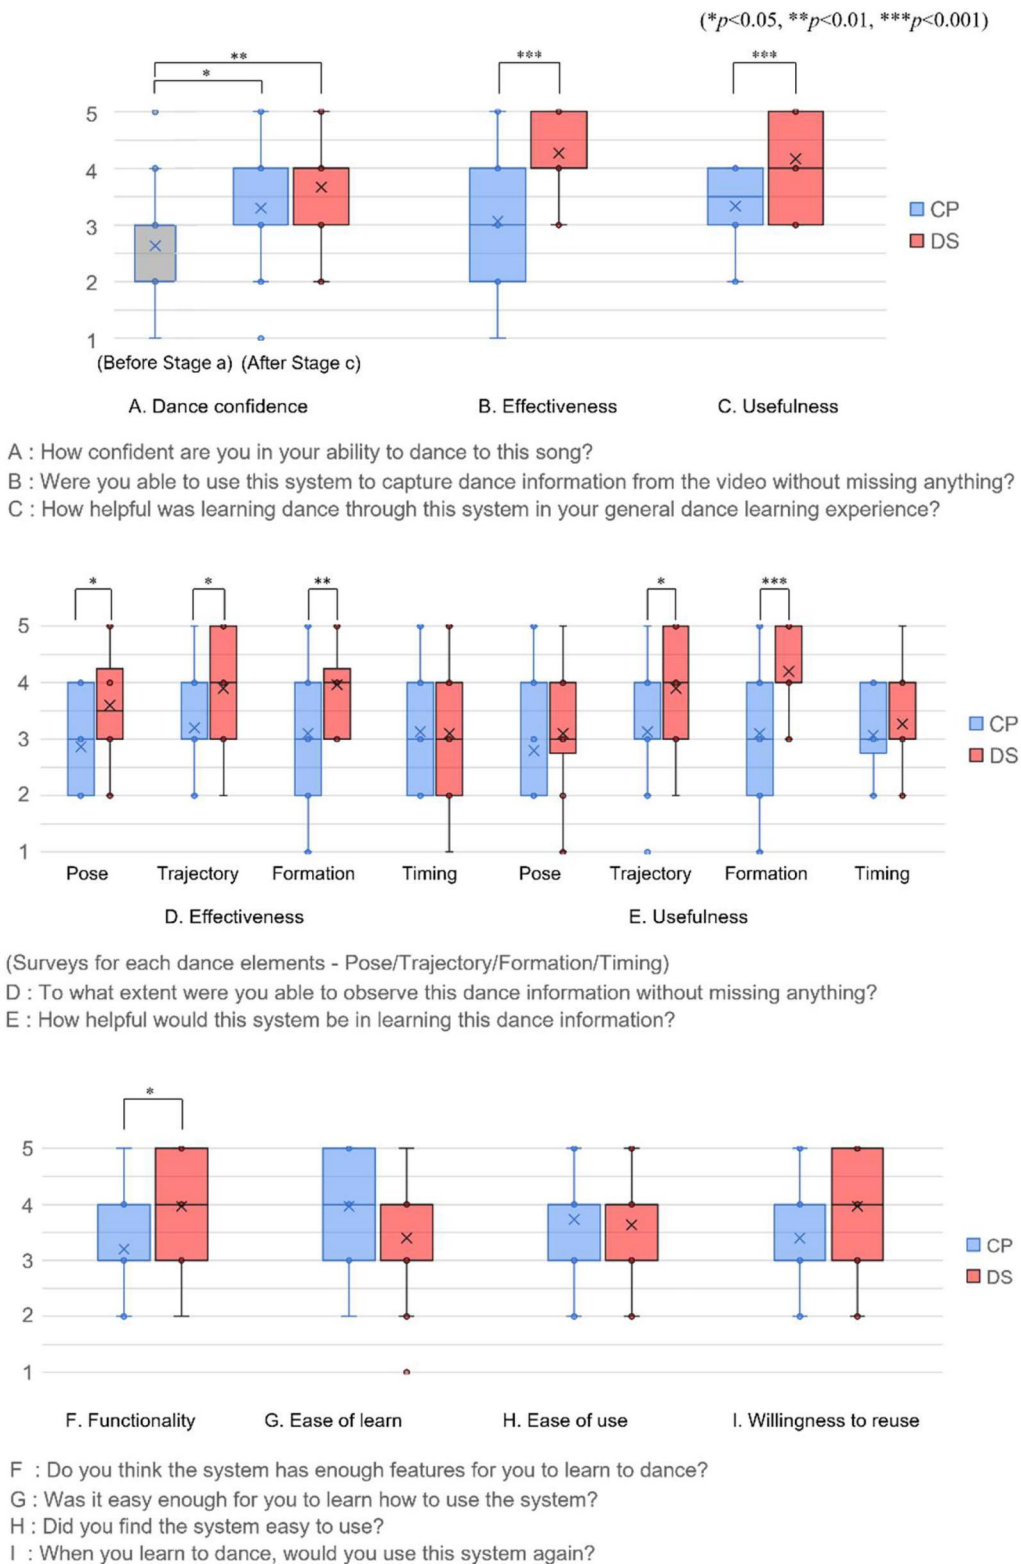 (*p<0.05, **p<0.01, ***p<0.001)
** *** ***
*
5
4
3
2
1
CP
DS
(Before Stage a) (After Stage c)
A. Dance confidence B. Effectiveness C. Usefulness
A : How confident are you in your ability to dance to this song?
B : Were you able to use this system to capture dance information from the video without missing anything?
C : How helpful was learning dance through this system in your general dance learning experience?
* * ** * ***
5
4
3
2
1
CP
DS
Pose Trajectory Formation Timing Pose Trajectory Formation Timing
D. Effectiveness E. Usefulness
(Surveys for each dance elements - Pose/Trajectory/Formation/Timing)
D : To what extent were you able to observe this dance information without missing anything?
E : How helpful would this system be in learning this dance information?
*
5
4
3
2
1
CP
DS
F. Functionality G. Ease of learn H. Ease of use I. Willingness to reuse
F : Do you think the system has enough features for you to learn to dance?
G : Was it easy enough for you to learn how to use the system?
H : Did you find the system easy to use?
I : When you learn to dance, would you use this system again?